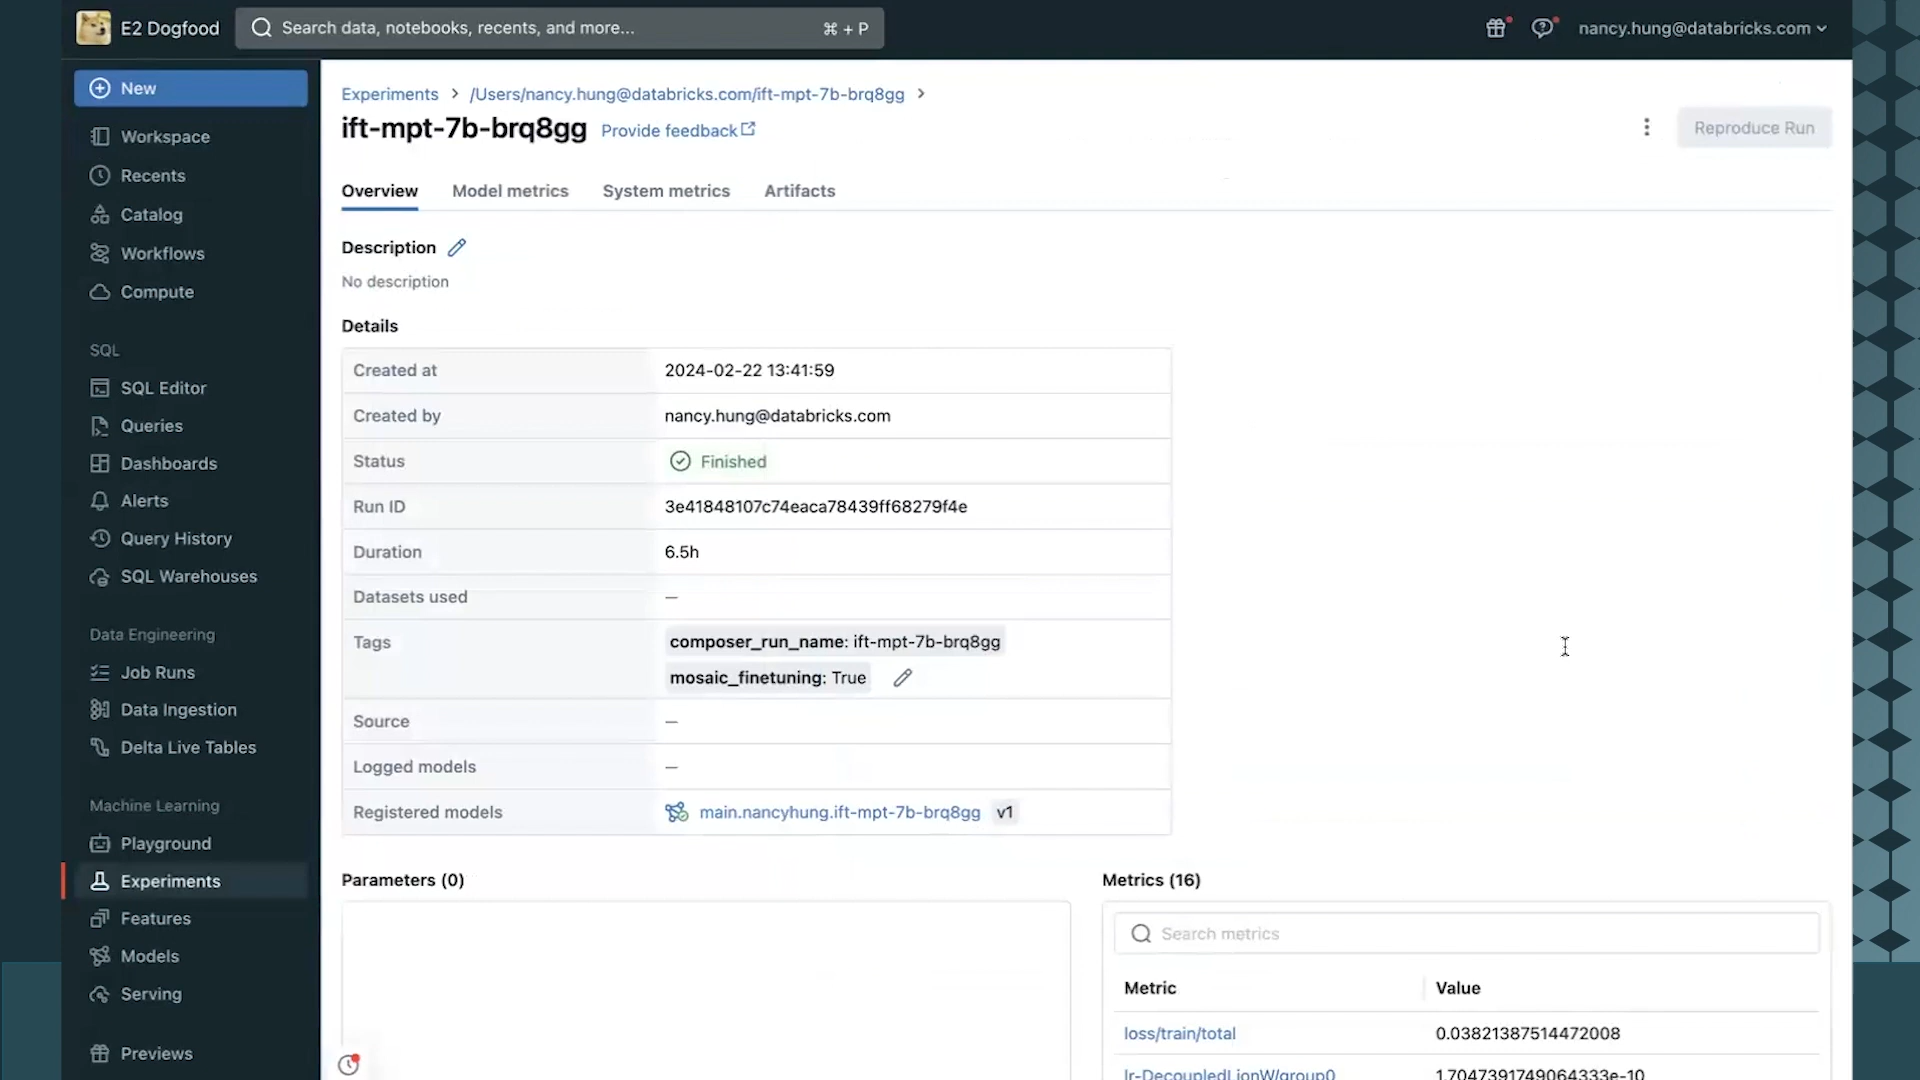 E2 Dogfood
Search data, notebooks, recents, and more... ⌘ + P
nancy.hung@databricks.com
New
Workspace
Recents
Catalog
Workflows
Compute
SQL
SQL Editor
Queries
Dashboards
Alerts
Query History
SQL Warehouses
Data Engineering
Job Runs
Data Ingestion
Delta Live Tables
Machine Learning
Playground
Experiments
Features
Models
Serving
Previews
Experiments > /Users/nancy.hung@databricks.com/ift-mpt-7b-brq8gg >
ift-mpt-7b-brq8gg Provide feedback
Reproduce Run
Overview Model metrics System metrics Artifacts
Description
No description
Details
Created at 2024-02-22 13:41:59
Created by nancy.hung@databricks.com
Status Finished
Run ID 3e41848107c74eaca78439ff68279f4e
Duration 6.5h
Datasets used —
Tags composer_run_name: ift-mpt-7b-brq8gg
mosaic_finetuning: True
Source —
Logged models —
Registered models main.nancyhung.ift-mpt-7b-brq8gg v1
Parameters (0)
Metrics (16)
Search metrics
Metric Value
loss/train/total 0.03821387514472008
lr-DecoupledLionW/group0 1.7047391749064333e-10